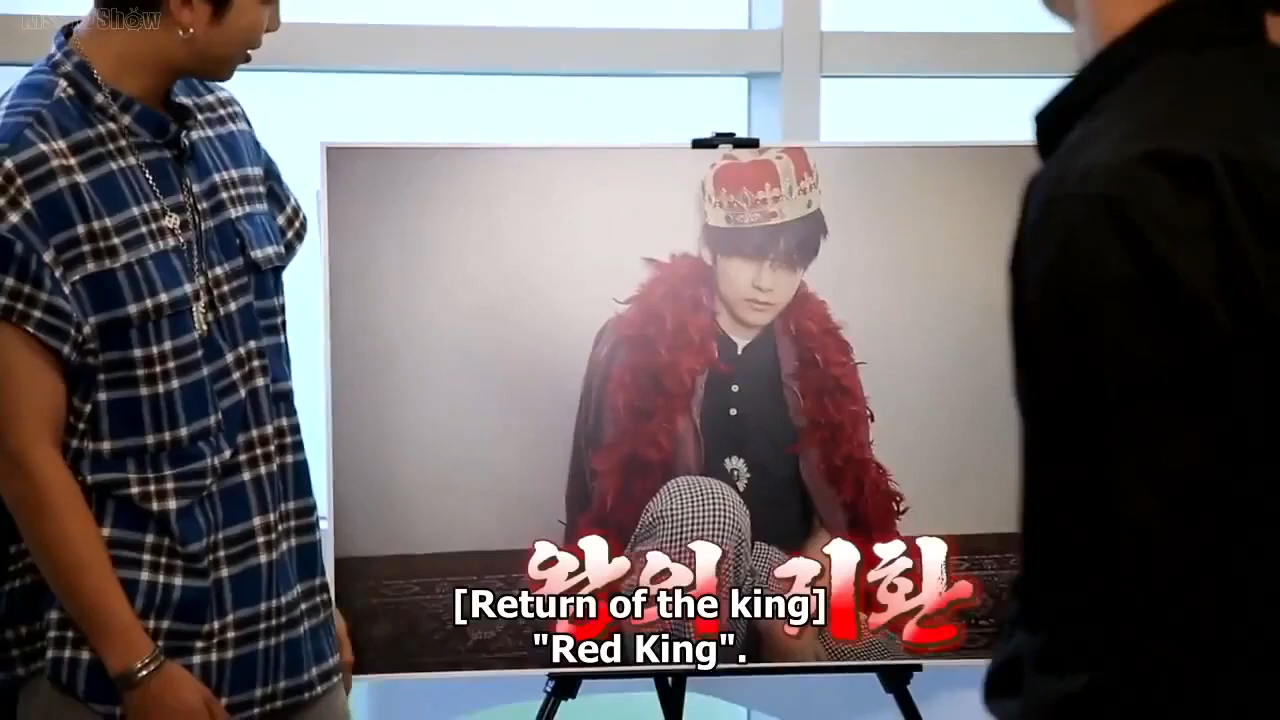 왕의 귀환
[Return of the king]
"Red King".